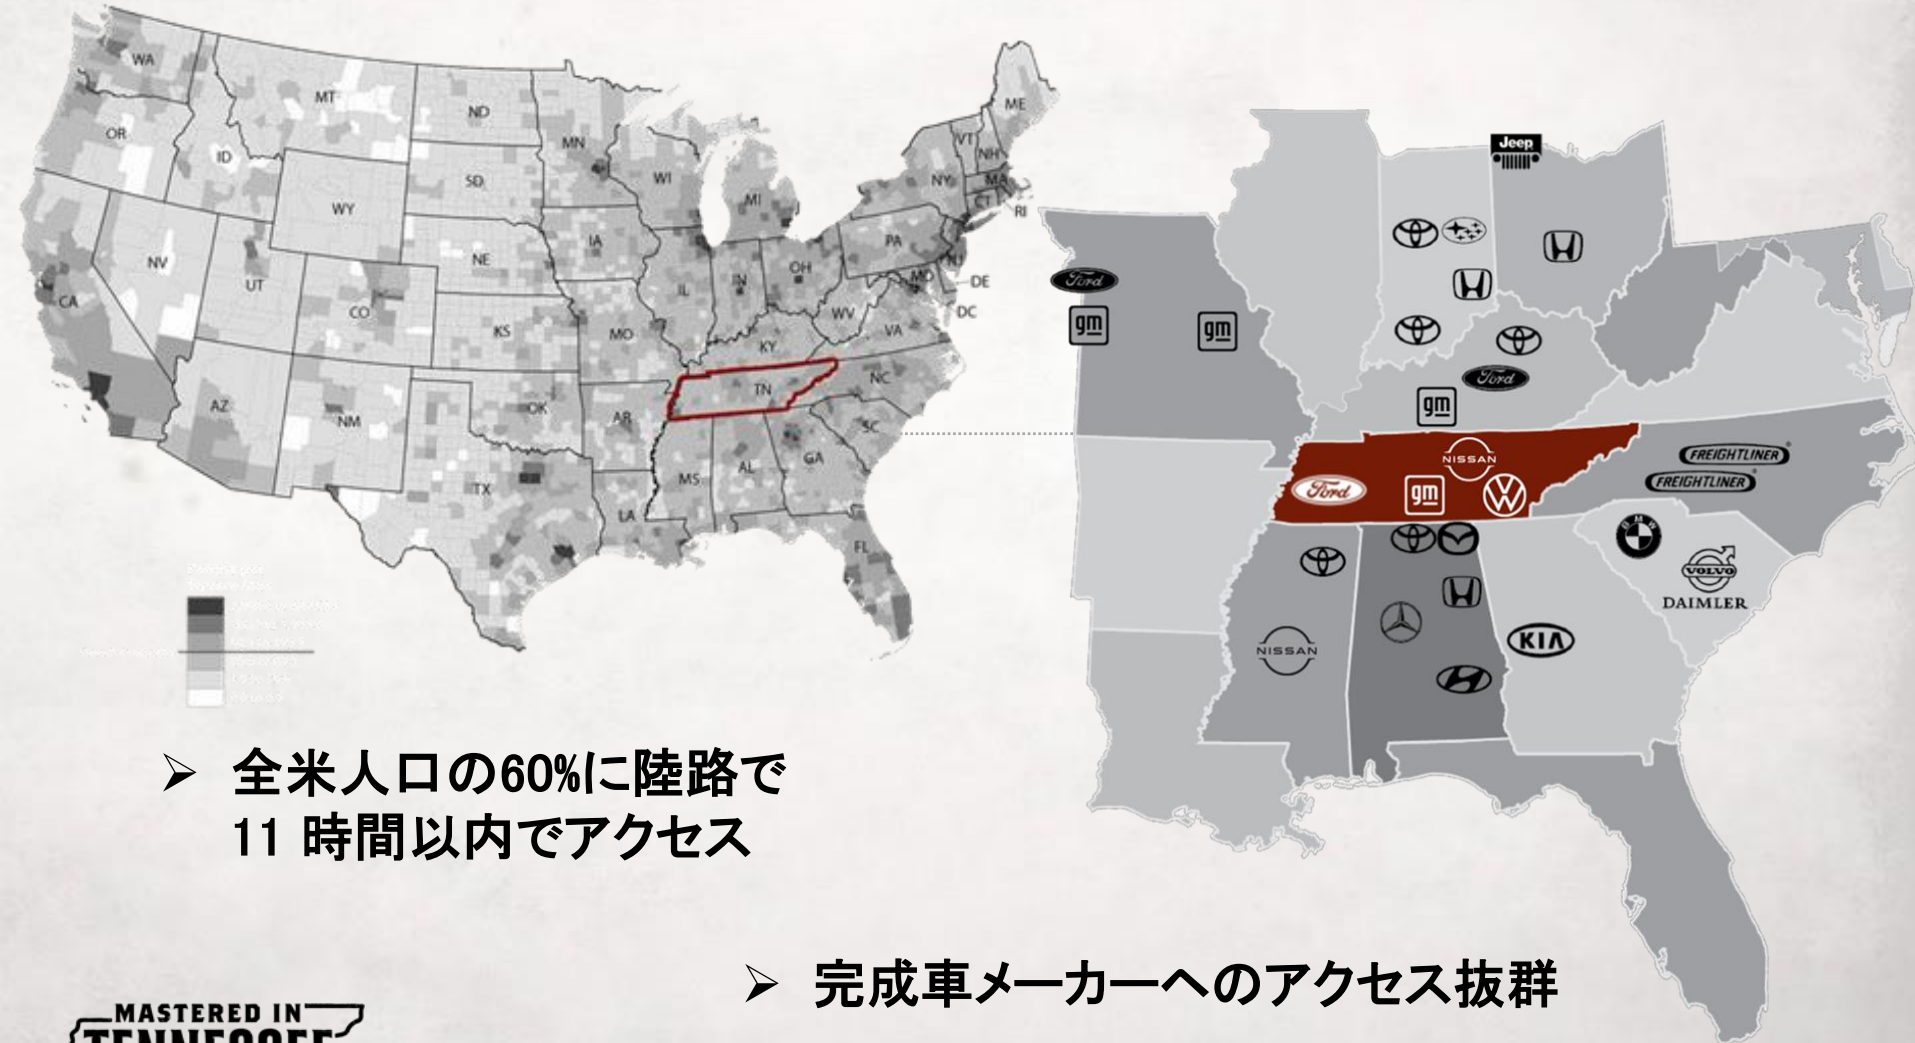 WA
MT
ND
MN
ME
OR
ID
SD
WI
MI
NY
VT
NH
MA
CT
RI
WY
IA
PA
NJ
NV
UT
NE
IL
IN
OH
MD
DE
DC
CA
CO
KS
MO
WV
VA
KY
AZ
NM
OK
AR
TN
NC
SC
TX
LA
MS
AL
GA
FL
Jeep
Ford
gm
gm
Ford
gm
NISSAN
Ford
gm
FREIGHTLINER
FREIGHTLINER
BMW
VOLVO
DAIMLER
NISSAN
KIA
➢ 全米人口の60%に陸路で
11 時間以内でアクセス
➢ 完成車メーカーへのアクセス抜群
MASTERED IN
TENNESSEE